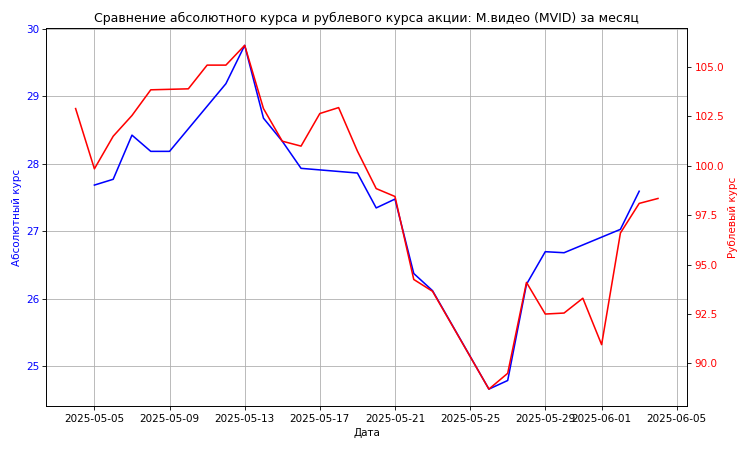 Сравнение абсолютного курса и рублевого курса акции: М.видео (MVID) за месяц
30
29
28
27
26
25
Абсолютный курс
105.0
102.5
100.0
97.5
95.0
92.5
90.0
Рублевый курс
2025-05-05 2025-05-09 2025-05-13 2025-05-17 2025-05-21 2025-05-25 2025-05-29 2025-06-01 2025-06-05
Дата